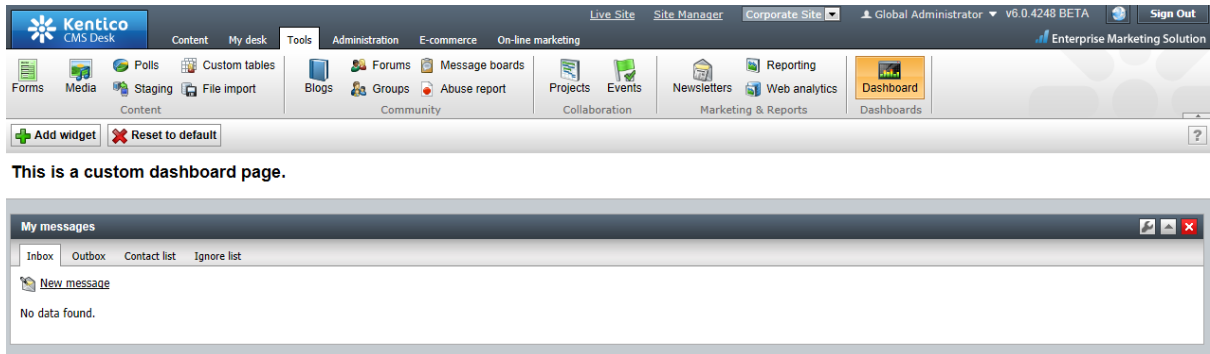 Kentico
CMS Desk
Live Site Site Manager Corporate Site Global Administrator v6.0.4248 BETA Sign Out
Content My desk Tools Administration E-commerce On-line marketing Enterprise Marketing Solution
Forms Media Polls Custom tables Blogs Forums Message boards Projects Events Newsletters Reporting Dashboard
Staging File import Groups Abuse report Web analytics
Content Community Collaboration Marketing & Reports Dashboards
Add widget Reset to default ?
This is a custom dashboard page.
My messages
Inbox Outbox Contact list Ignore list
New message
No data found.